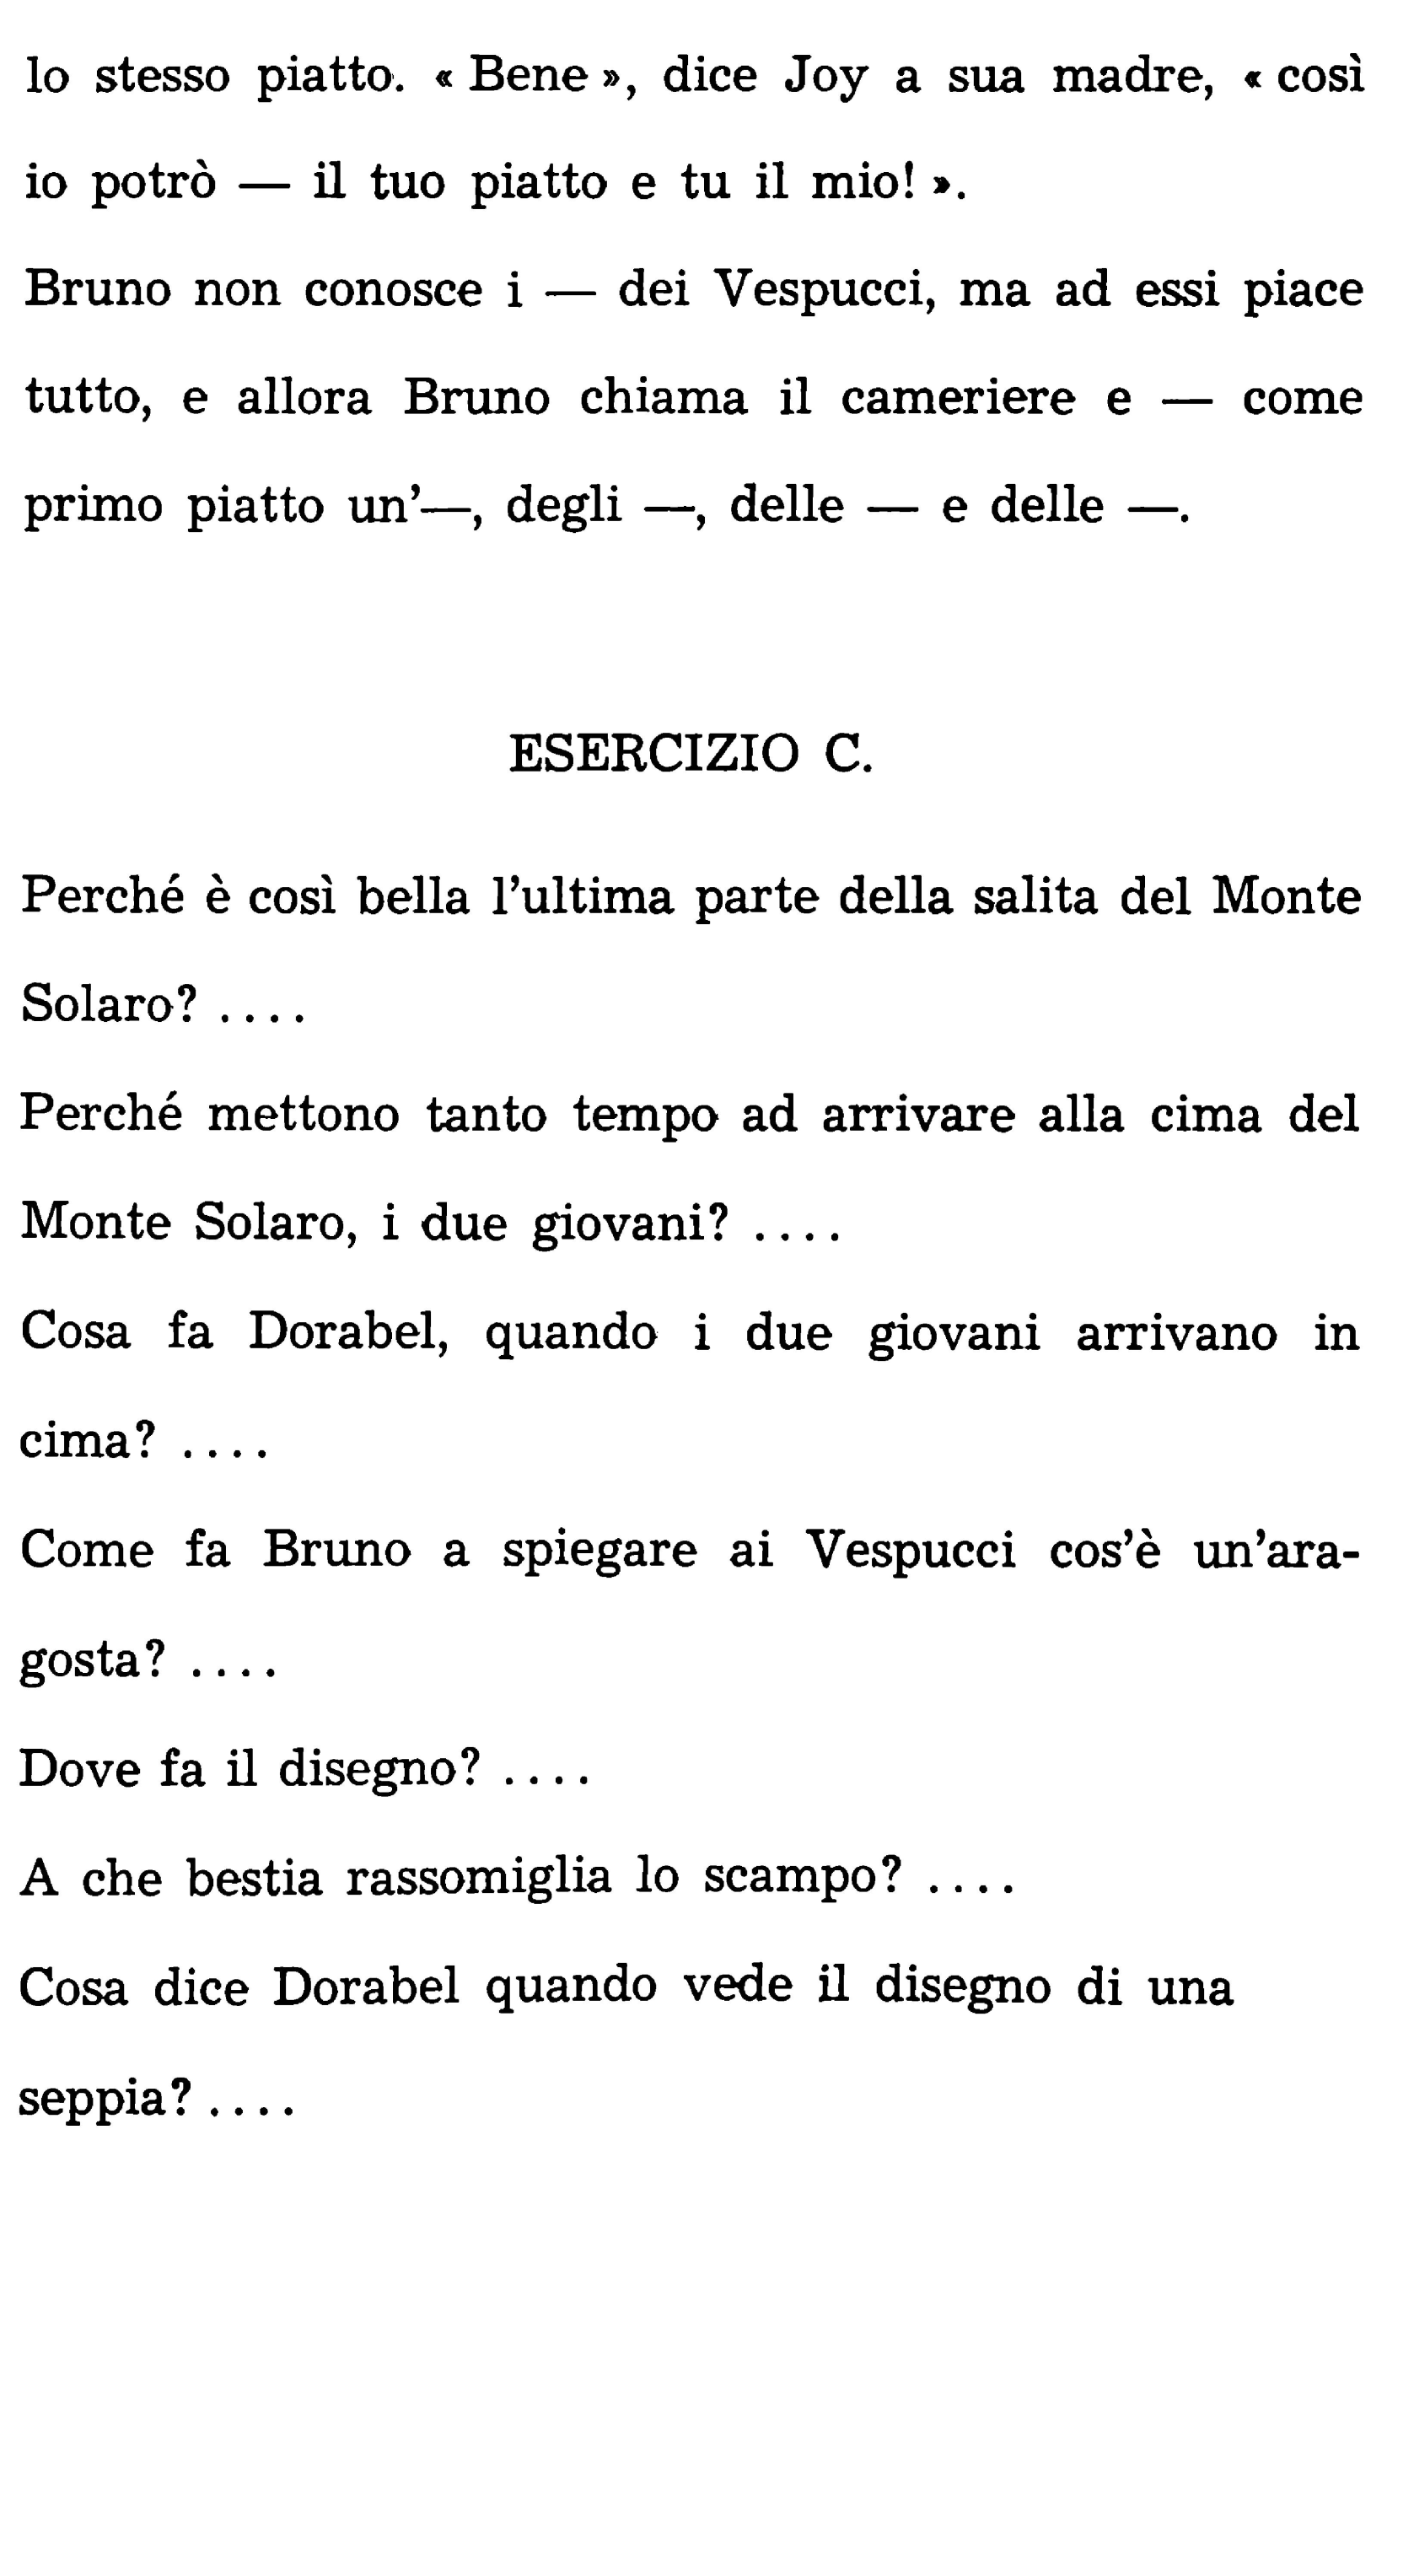 lo stesso piatto. « Bene », dice Joy a sua madre, « così
io potrò — il tuo piatto e tu il mio! ».
Bruno non conosce i — dei Vespucci, ma ad essi piace
tutto, e allora Bruno chiama il cameriere e — come
primo piatto un’—, degli —, delle — e delle —.
ESERCIZIO C.
Perché è così bella l’ultima parte della salita del Monte
Solaro? ....
Perché mettono tanto tempo ad arrivare alla cima del
Monte Solaro, i due giovani? ....
Cosa fa Dorabel, quando i due giovani arrivano in
cima? ....
Come fa Bruno a spiegare ai Vespucci cos’è un’ara-
gosta? ....
Dove fa il disegno? ....
A che bestia rassomiglia lo scampo? ....
Cosa dice Dorabel quando vede il disegno di una
seppia? ....